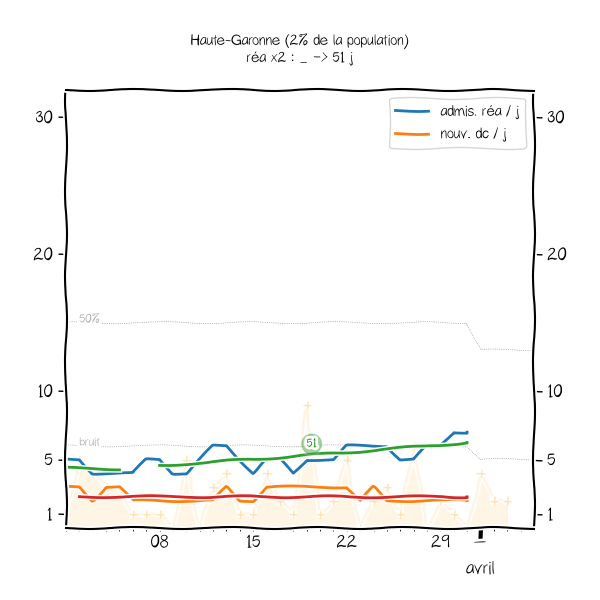 Haute-Garonne (2% de la population)
réa x2 : _ -> 51 j
admis. réa / j
nouv. dc / j
30
30
20
20
50%
10
10
bruit
51
5
5
1
1
08
15
22
29
1
avril